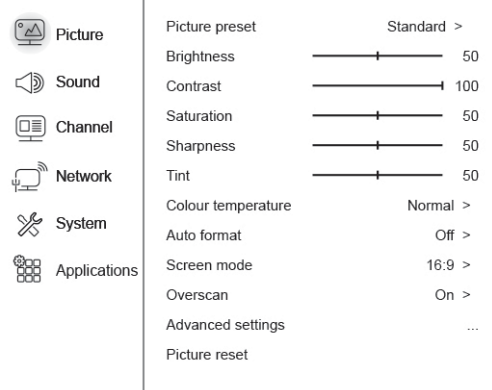 Picture
Sound
Channel
Network
System
Applications
Picture preset Standard >
Brightness 50
Contrast 100
Saturation 50
Sharpness 50
Tint 50
Colour temperature Normal >
Auto format Off >
Screen mode 16:9 >
Overscan On >
Advanced settings ...
Picture reset